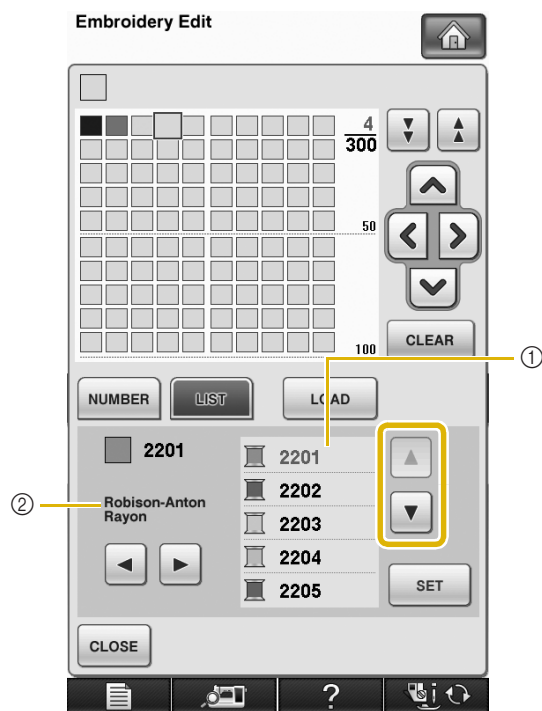 Embroidery Edit
4
300
50
100
CLEAR
①
NUMBER
LIST
LOAD
2201
2201
2202
②
Robison-Anton
Rayon
2203
2204
2205
SET
CLOSE
?